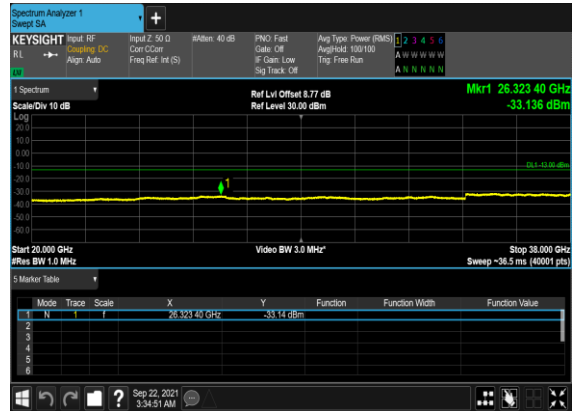 Spectrum Analyzer 1
Swept SA
+
KEYSIGHT Input: RF Input Z: 50 Ω #Atten: 40 dB PNO: Fast Avg Type: Power (RMS) 1 2 3 4 5 6
RL Coupling: DC Corr CCorr Gate: Off Avg|Hold: 100/100 A W W W W W
Align: Auto Freq Ref: Int (S) IF Gain: Low Trig: Free Run
Sig Track: Off A N N N N N
1 Spectrum Ref Lvl Offset 8.77 dB Mkr1 26.323 40 GHz
Scale/Div 10 dB Ref Level 30.00 dBm -33.136 dBm
Log
20.0
10.0
0.00
-10.0 DL1 -13.00 dBm
-20.0
-30.0 1
-40.0
-50.0
-60.0
Start 20.000 GHz Video BW 3.0 MHz* Stop 38.000 GHz
#Res BW 1.0 MHz Sweep ~36.5 ms (40001 pts)
5 Marker Table
Mode Trace Scale X Y Function Function Width Function Value
1 N 1 f 26.323 40 GHz -33.14 dBm
2
3
4
5
6
? Sep 22, 2021
3:34:51 AM